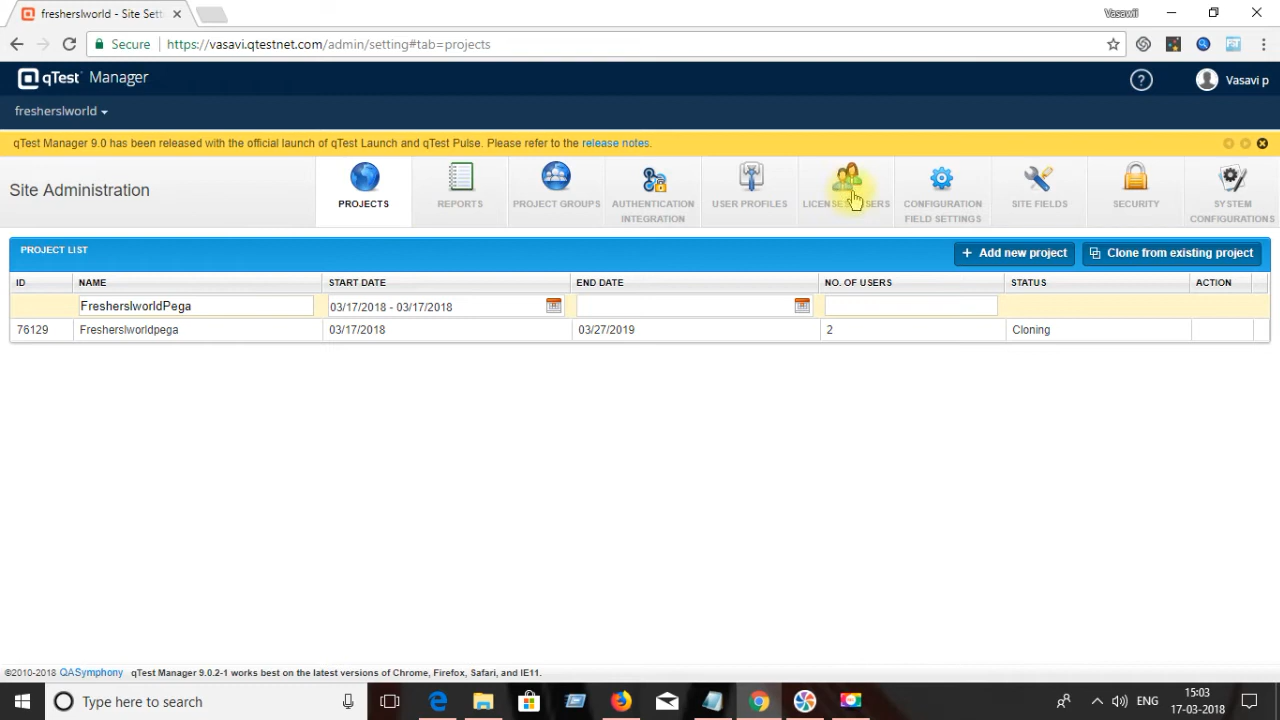 fresherslworld - Site Sett
Vasawii
Secure
https://vasavi.qtestnet.com/admin/setting#tab=projects
qTest Manager
Vasavi p
fresherslworld
qTest Manager 9.0 has been released with the official launch of qTest Launch and qTest Pulse. Please refer to the release notes.
Site Administration
PROJECTS
REPORTS
PROJECT GROUPS
AUTHENTICATION
INTEGRATION
USER PROFILES
CONFIGURATION
FIELD SETTINGS
SITE FIELDS
SECURITY
SYSTEM
CONFIGURATIONS
PROJECT LIST
+ Add new project
Clone from existing project
ID NAME START DATE END DATE NO. OF USERS STATUS ACTION
FresherslworldPega 03/17/2018 - 03/17/2018
76129 Fresherslworldpega 03/17/2018 03/27/2019 2 Cloning
©2010-2018 QASymphony qTest Manager 9.0.2-1 works best on the latest versions of Chrome, Firefox, Safari, and IE11.
Type here to search
ENG
15:03
17-03-2018